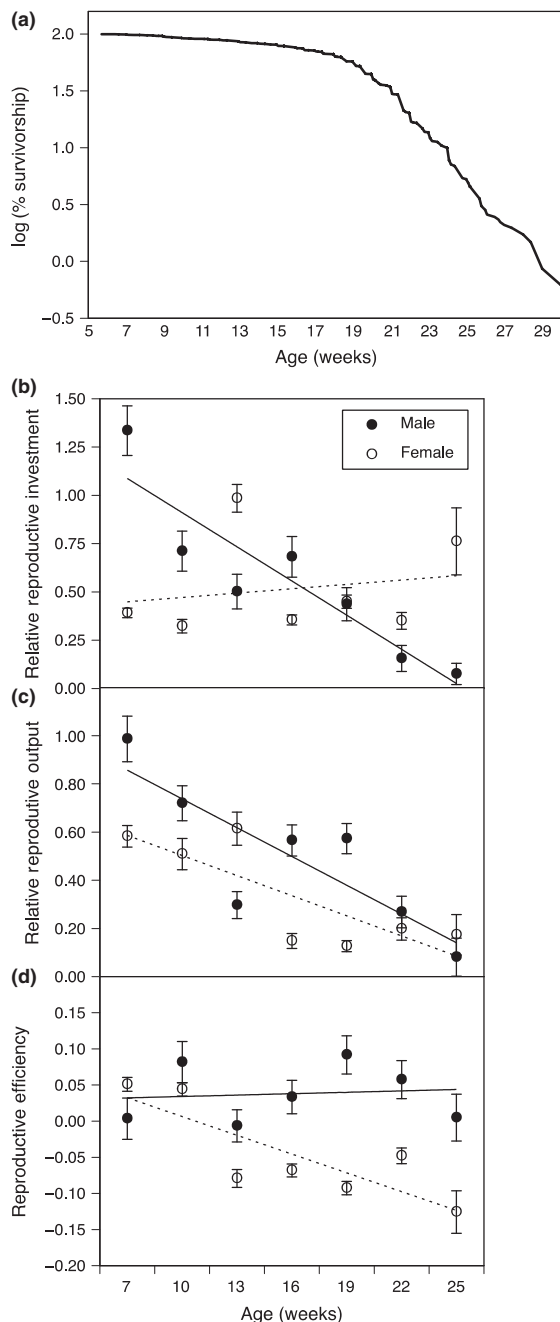 (a)
2.0
1.5
1.0
0.5
0.0
−0.5
log (% survivorship)
5 7 9 11 13 15 17 19 21 23 25 27 29
Age (weeks)
(b)
1.50
1.25
1.00
0.75
0.50
0.25
0.00
Relative reproductive investment
Male
Female
(c)
1.00
0.80
0.60
0.40
0.20
0.00
Relative reprodutive output
(d)
0.15
0.10
0.05
0.00
−0.05
−0.10
−0.15
−0.20
Reproductive efficiency
7 10 13 16 19 22 25
Age (weeks)